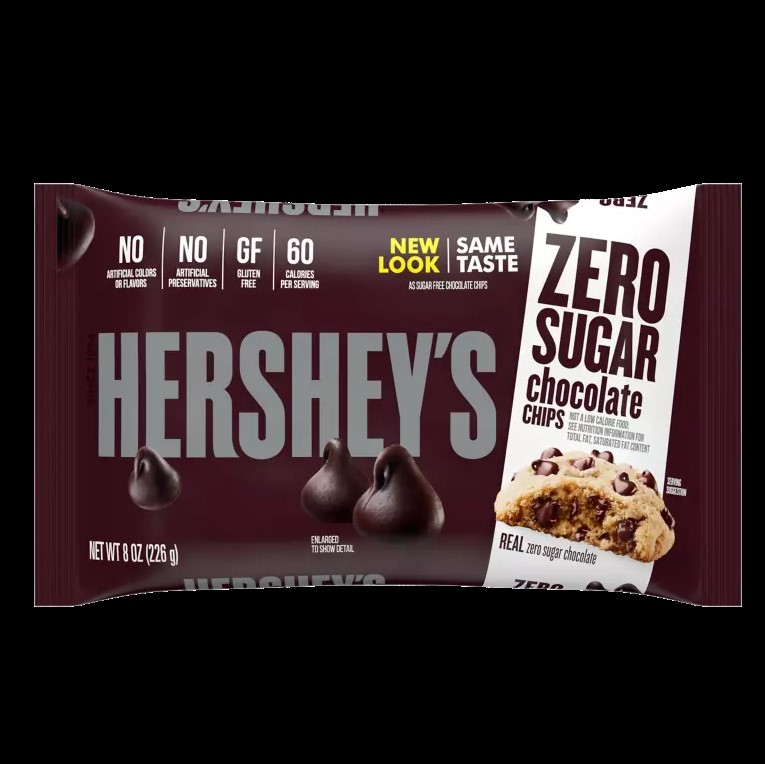 NO
ARTIFICIAL COLORS
OR FLAVORS
NO
ARTIFICIAL
PRESERVATIVES
GF
GLUTEN
FREE
60
CALORIES
PER SERVING
NEW
LOOK
SAME
TASTE
AS SUGAR FREE CHOCOLATE CHIPS
HERSHEY'S
ZERO
SUGAR
chocolate
CHIPS
NOT A LOW CALORIE FOOD:
SEE NUTRITION INFORMATION FOR
TOTAL FAT, SATURATED FAT CONTENT
SERVING
SUGGESTION
REAL zero sugar chocolate
ENLARGED
TO SHOW DETAIL
NET WT 8 OZ (226 g)
HERSHEY'S
ZERO